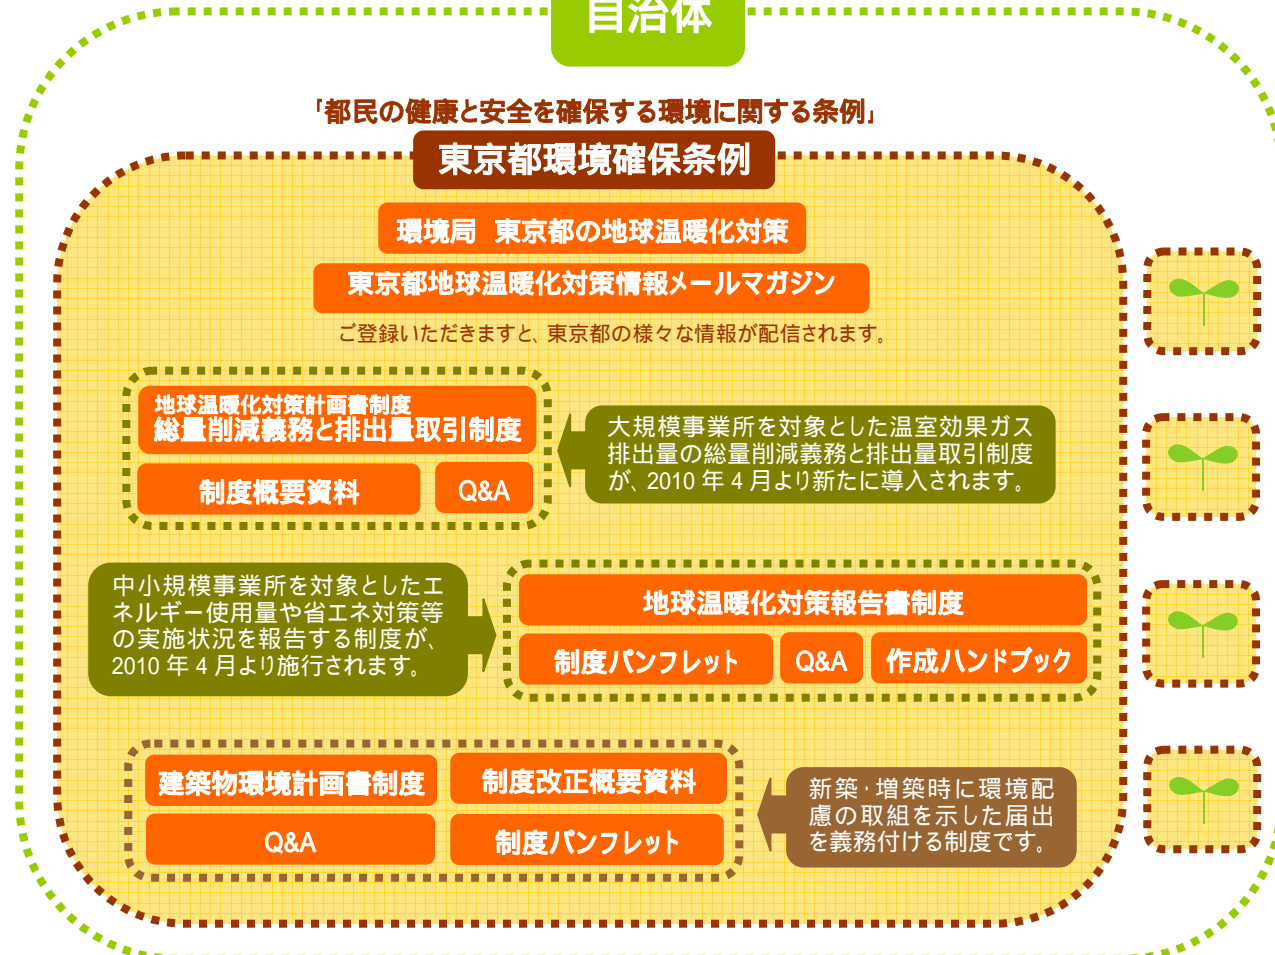 自治体
「都民の健康と安全を確保する環境に関する条例」
東京都環境確保条例
環境局　東京都の地球温暖化対策
東京都地球温暖化対策情報メールマガジン
ご登録いただきますと、東京都の様々な情報が配信されます。
地球温暖化対策計画書制度
総量削減義務と排出量取引制度
制度概要資料
Q&A
大規模事業所を対象とした温室効果ガス
排出量の総量削減義務と排出量取引制度
が、2010 年 4 月より新たに導入されます。
中小規模事業所を対象としたエ
ネルギー使用量や省エネ対策等
の実施状況を報告する制度が、
2010 年 4 月より施行されます。
地球温暖化対策報告書制度
制度パンフレット
Q&A
作成ハンドブック
建築物環境計画書制度
制度改正概要資料
Q&A
制度パンフレット
新築・増築時に環境配
慮の取組を示した届出
を義務付ける制度です。